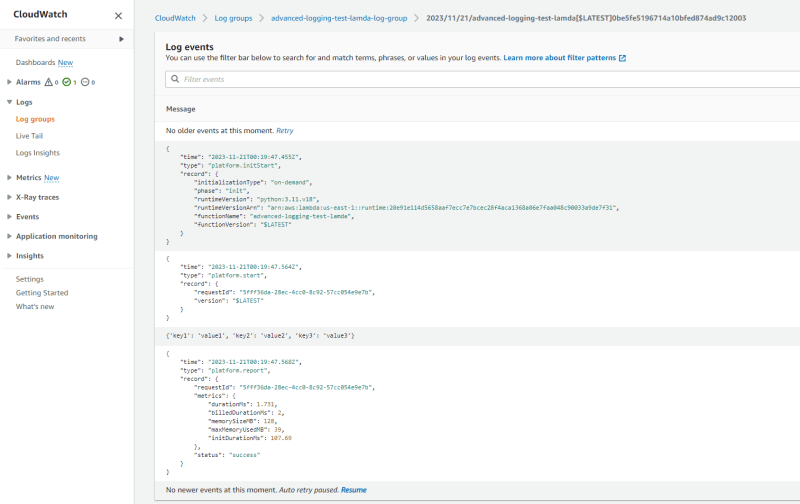 CloudWatch
Favorites and recents
Dashboards New
Alarms 0 1 0
Logs
Log groups
Live Tail
Logs Insights
Metrics New
X-Ray traces
Events
Application monitoring
Insights
Settings
Getting Started
What's new
CloudWatch > Log groups > advanced-logging-test-lamda-log-group > 2023/11/21/advanced-logging-test-lamda[$LATEST]0be5fe5196714a10bfed874ad9c12003
Log events
You can use the filter bar below to search for and match terms, phrases, or values in your log events. Learn more about filter patterns
Filter events
Message
No older events at this moment. Retry
{
"time": "2023-11-21T00:19:47.455Z",
"type": "platform.initStart",
"record": {
"initializationType": "on-demand",
"phase": "init",
"runtimeVersion": "python:3.11.v18",
"runtimeVersionArn": "arn:aws:lambda:us-east-1::runtime:20e91e114d5658aaf7ecc7e7bcec28f4aca1368a06e7faa048c90033a9de7f31",
"functionName": "advanced-logging-test-lamda",
"functionVersion": "$LATEST"
}
}
{
"time": "2023-11-21T00:19:47.564Z",
"type": "platform.start",
"record": {
"requestId": "5fff36da-28ec-4cc0-8c92-57cc054e9e7b",
"version": "$LATEST"
}
}
{'key1': 'value1', 'key2': 'value2', 'key3': 'value3'}
{
"time": "2023-11-21T00:19:47.568Z",
"type": "platform.report",
"record": {
"requestId": "5fff36da-28ec-4cc0-8c92-57cc054e9e7b",
"metrics": {
"durationMs": 1.731,
"billedDurationMs": 2,
"memorySizeMB": 128,
"maxMemoryUsedMB": 39,
"initDurationMs": 107.69
},
"status": "success"
}
}
No newer events at this moment. Auto retry paused. Resume